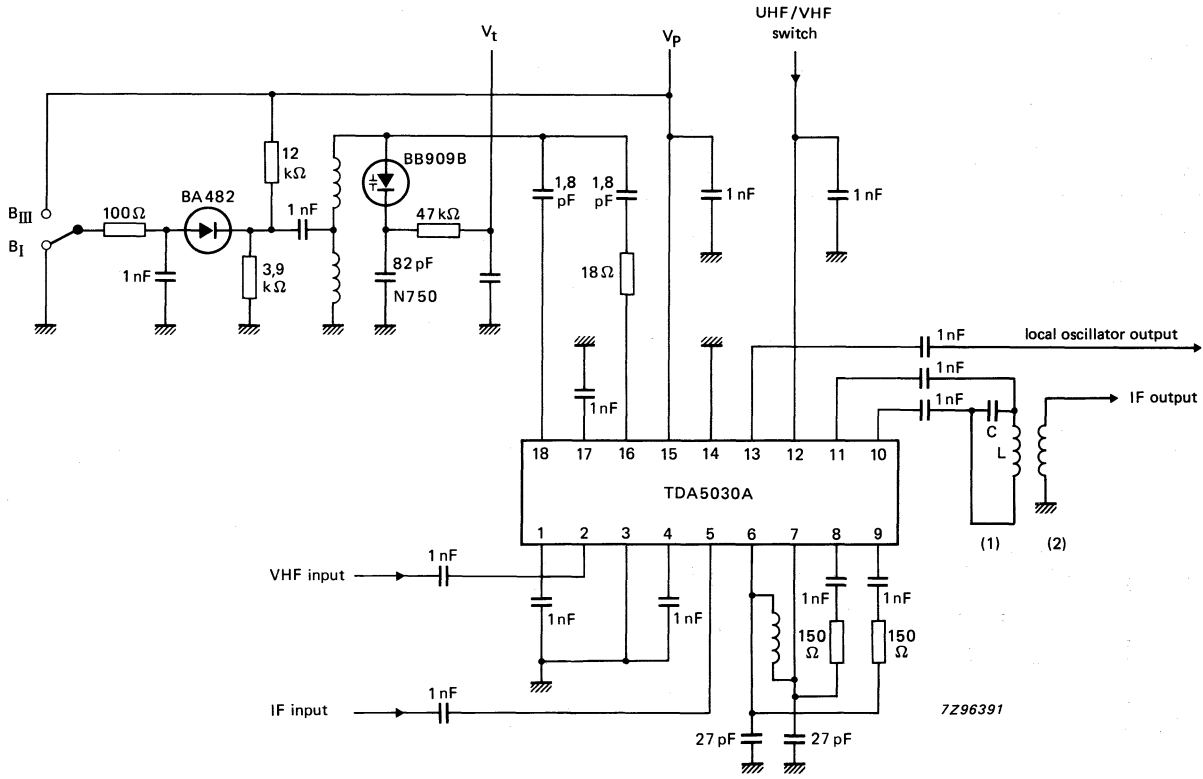 UHF/VHF
switch
Vt
VP
12
kΩ
BB909B
BA482
1 nF
1,8
pF
1,8
pF
1 nF
1 nF
BIII
BI
100Ω
47kΩ
1 nF
3,9
kΩ
82 pF
N750
18Ω
1 nF
local oscillator output
1 nF
1 nF
1 nF
IF output
C
L
18 17 16 15 14 13 12 11 10
TDA5030A
1 2 3 4 5 6 7 8 9
(1) (2)
1 nF
VHF input
1 nF
1 nF
1 nF
1 nF
150
Ω
150
Ω
1 nF
IF input
27 pF
27 pF
7Z96391